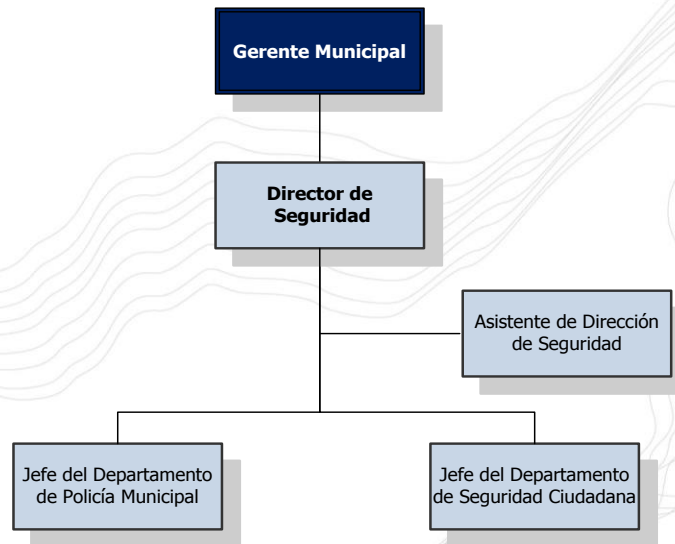 Gerente Municipal
Director de
Seguridad
Asistente de Dirección
de Seguridad
Jefe del Departamento
de Policía Municipal
Jefe del Departamento
de Seguridad Ciudadana